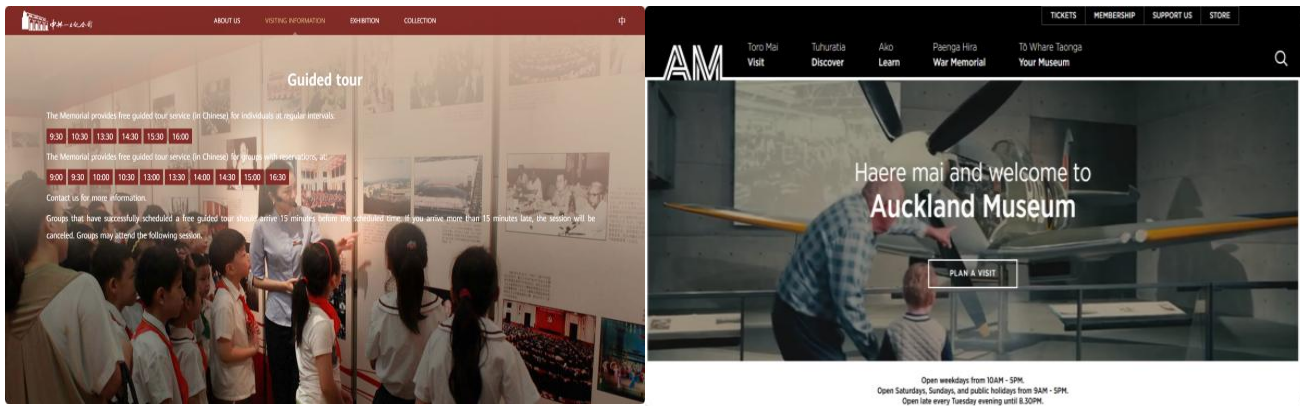 ABOUT US
VISITING INFORMATION
EXHIBITION
COLLECTION
中
Guided tour
The Memorial provides free guided tour service (in Chinese) for individuals at regular intervals:
9:30 10:30 13:30 14:30 15:30 16:00
The Memorial provides free guided tour service (in Chinese) for groups with reservations, at:
9:00 9:30 10:00 10:30 13:00 13:30 14:00 14:30 15:00 16:30
Contact us for more information.
Groups that have successfully scheduled a free guided tour should arrive 15 minutes before the scheduled time. If you arrive more than 15 minutes late, the session will be
canceled. Groups may attend the following session.
TICKETS
MEMBERSHIP
SUPPORT US
STORE
AM
Toro Mai
Visit
Tuhuratia
Discover
Ako
Learn
Paenga Hira
War Memorial
Tō Whare Taonga
Your Museum
Haere mai and welcome to
Auckland Museum
PLAN A VISIT
Open weekdays from 10AM - 5PM.
Open Saturdays, Sundays, and public holidays from 9AM - 5PM.
Open late every Tuesday evening until 8.30PM.